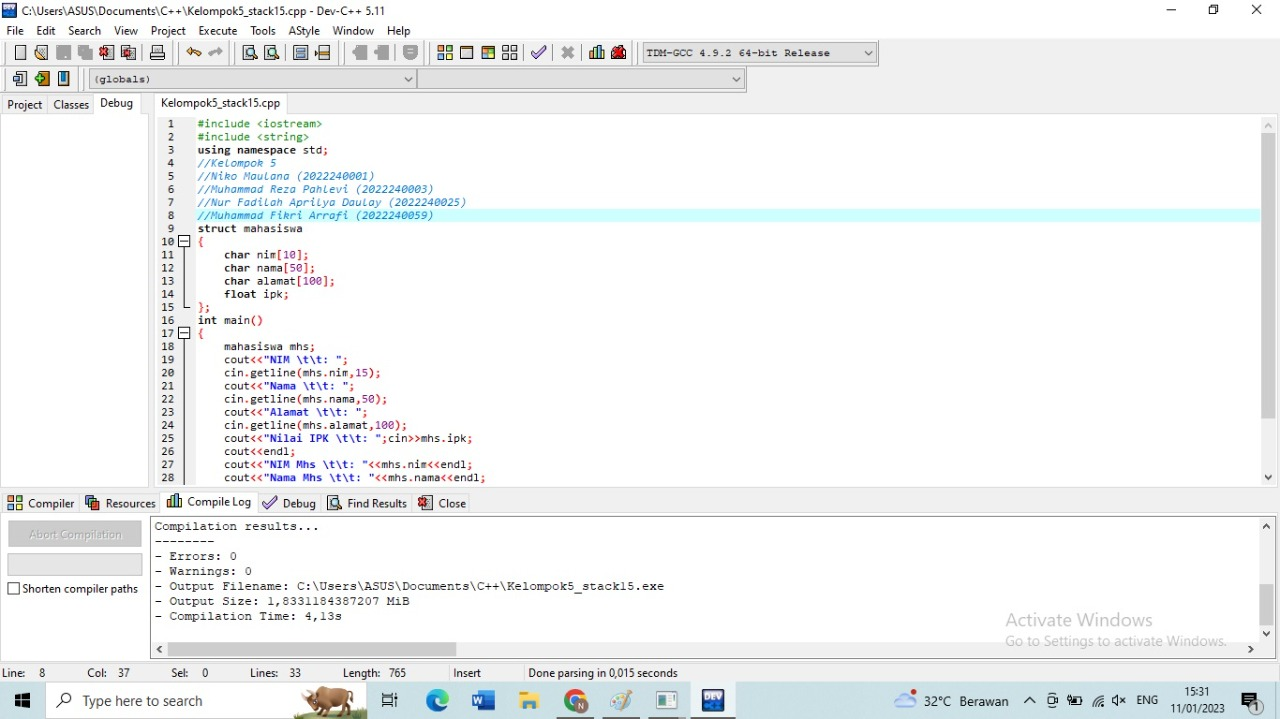 C:\Users\ASUS\Documents\C++\Kelompok5_stack15.cpp - Dev-C++ 5.11
File Edit Search View Project Execute Tools AStyle Window Help
TDM-GCC 4.9.2 64-bit Release
(globals)
Project Classes Debug
Kelompok5_stack15.cpp
1 #include <iostream>
2 #include <string>
3 using namespace std;
4 //Kelompok 5
5 //Niko Maulana (2022240001)
6 //Muhammad Reza Pahlevi (2022240003)
7 //Nur Fadilah Aprilya Daulay (2022240025)
8 //Muhammad Fikri Arrafi (2022240059)
9 struct mahasiswa
10 {
11 char nim[10];
12 char nama[50];
13 char alamat[100];
14 float ipk;
15 };
16 int main()
17 {
18 mahasiswa mhs;
19 cout<<"NIM \t\t: ";
20 cin.getline(mhs.nim,15);
21 cout<<"Nama \t\t: ";
22 cin.getline(mhs.nama,50);
23 cout<<"Alamat \t\t: ";
24 cin.getline(mhs.alamat,100);
25 cout<<"Nilai IPK \t\t: ";cin>>mhs.ipk;
26 cout<<endl;
27 cout<<"NIM Mhs \t\t: "<<mhs.nim<<endl;
28 cout<<"Nama Mhs \t\t: "<<mhs.nama<<endl;
Compiler Resources Compile Log Debug Find Results Close
Abort Compilation
Shorten compiler paths
Compilation results...
--------
- Errors: 0
- Warnings: 0
- Output Filename: C:\Users\ASUS\Documents\C++\Kelompok5_stack15.exe
- Output Size: 1,8331184387207 MiB
- Compilation Time: 4,13s
Activate Windows
Go to Settings to activate Windows.
Line: 8 Col: 37 Sel: 0 Lines: 33 Length: 765 Insert Done parsing in 0,015 seconds
Type here to search
DEV
32°C Berawan
ENG
15:31
11/01/2023
1